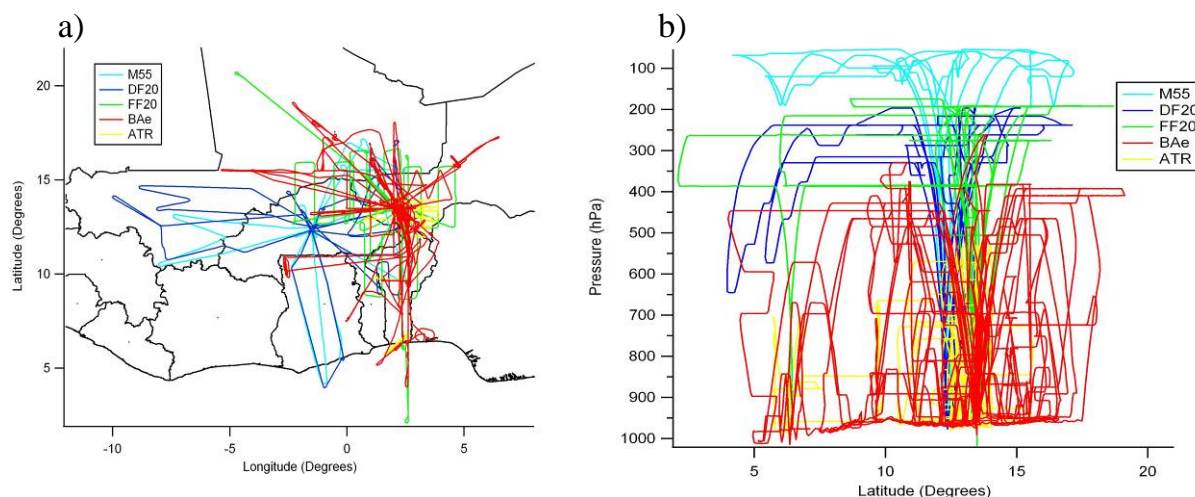 a)
20
15
10
5
Latitude (Degrees)
M55
DF20
FF20
BAe
ATR
-10
-5
0
5
Longitude (Degrees)
b)
100
200
300
400
500
600
700
800
900
1000
Pressure (hPa)
M55
DF20
FF20
BAe
ATR
5
10
15
20
Latitude (Degrees)